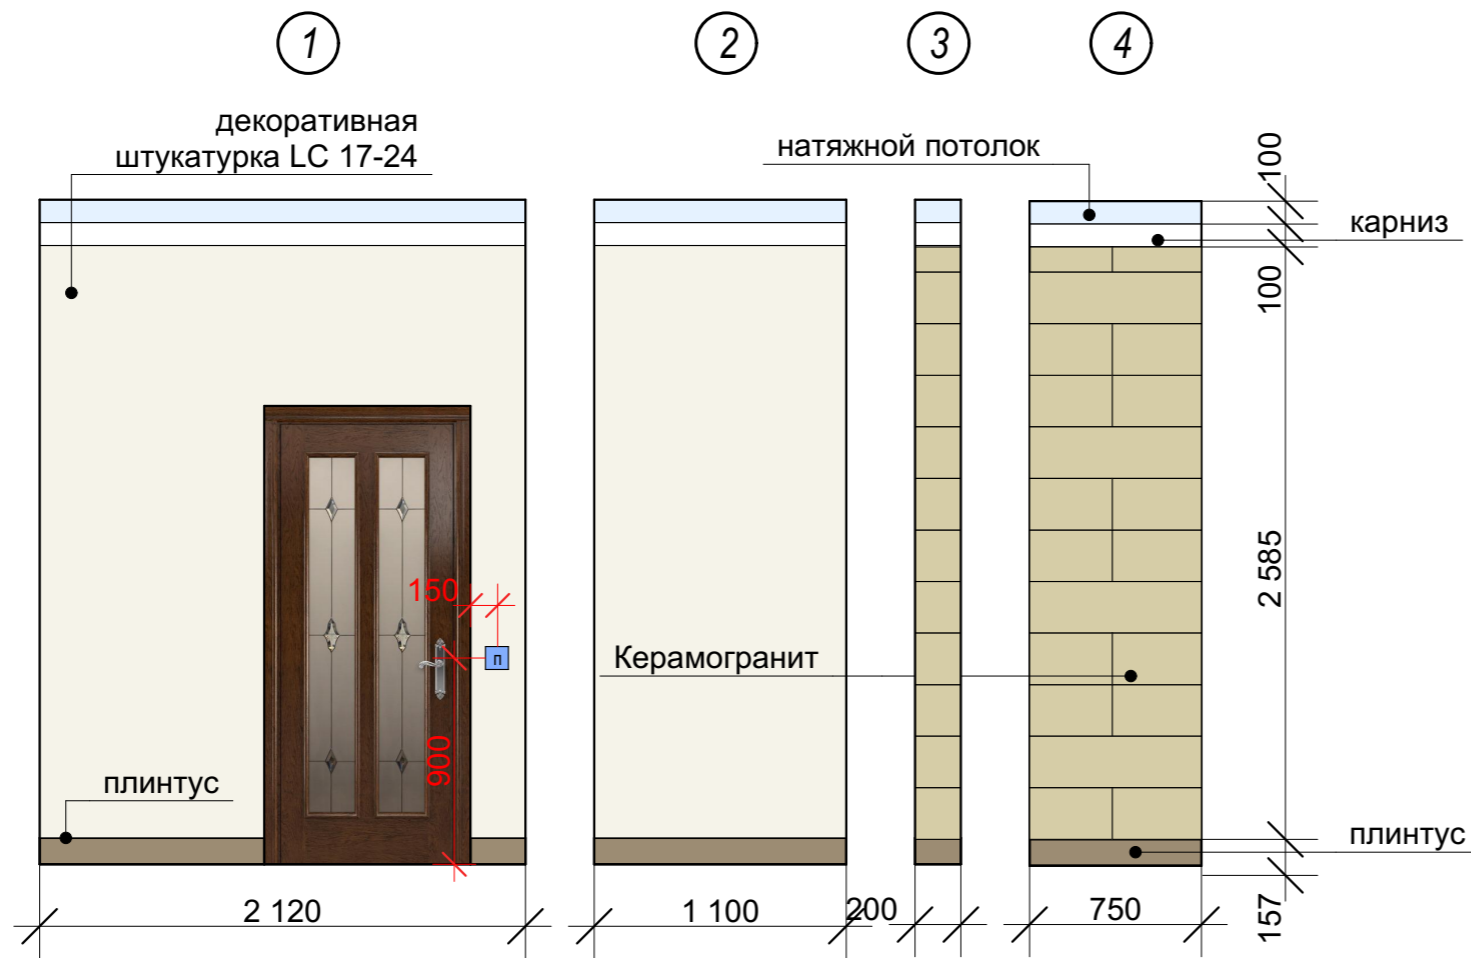 1
2
3
4
декоративная
штукатурка LC 17-24
натяжной потолок
100
карниз
100
2 585
150
п
Керамогранит
900
плинтус
плинтус
2 120
1 100
200
750
157